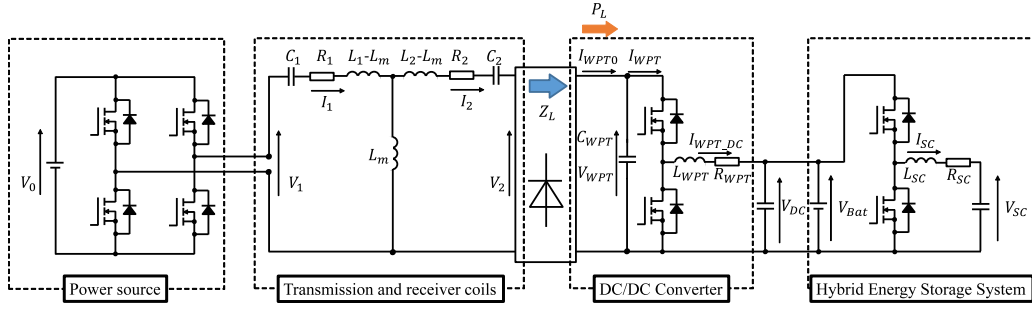 P_L
C_1 R_1 L_1-L_m L_2-L_m R_2 C_2
I_WPT0 I_WPT
I_1 I_2
Z_L
V_0
V_1
L_m
V_2
C_WPT
V_WPT
I_WPT_DC
L_WPT R_WPT
V_DC
V_Bat
I_SC
L_SC R_SC
V_SC
Power source
Transmission and receiver coils
DC/DC Converter
Hybrid Energy Storage System